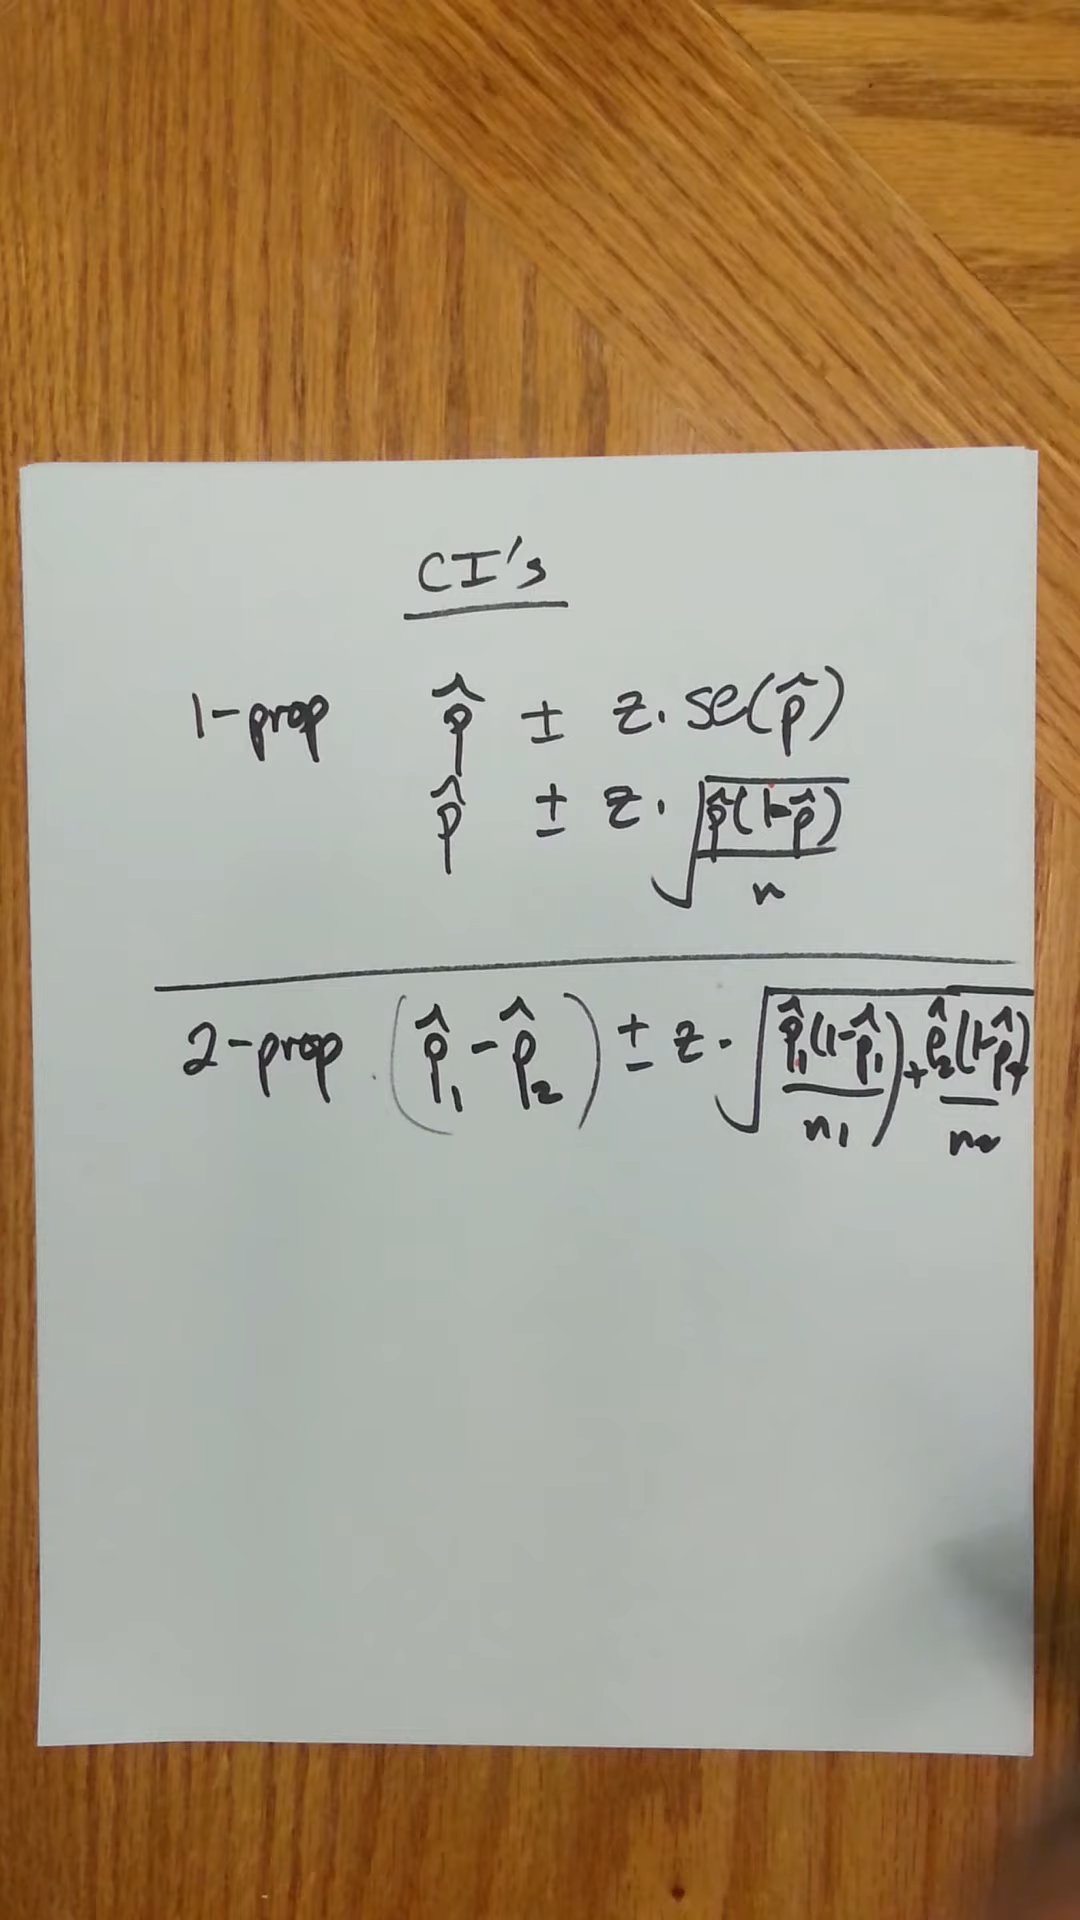 CI's
1-prop p̂ ± z · se(p̂)
p̂ ± z · √(p̂(1-p̂)/n)
2-prop (p̂₁ - p̂₂) ± z · √(p̂₁(1-p̂₁)/n₁ + p̂₂(1-p̂₂)/n₂)